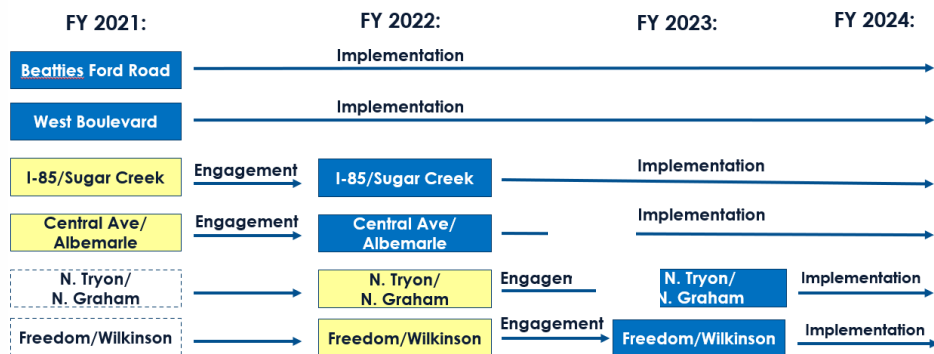 FY 2021: FY 2022: FY 2023: FY 2024:
Beatties Ford Road Implementation
West Boulevard Implementation
I-85/Sugar Creek Engagement I-85/Sugar Creek Implementation
Central Ave/
Albemarle Engagement Central Ave/
Albemarle Implementation
N. Tryon/
N. Graham N. Tryon/
N. Graham Engagen N. Tryon/
N. Graham Implementation
Freedom/Wilkinson Freedom/Wilkinson Engagement Freedom/Wilkinson Implementation